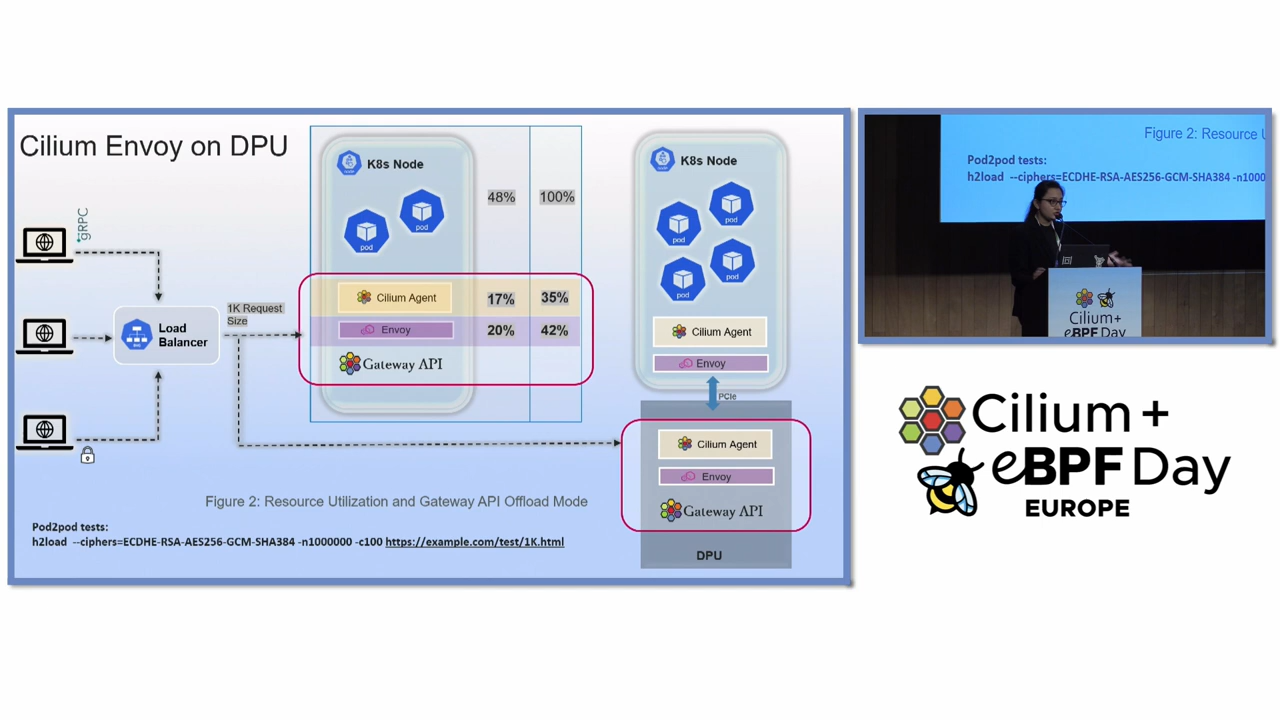 Cilium Envoy on DPU
gRPC
Load
Balancer
1K Request
Size
node
K8s Node
pod
pod
48%
100%
Cilium Agent
17%
35%
Envoy
20%
42%
Gateway API
node
K8s Node
pod
pod
pod
pod
Cilium Agent
Envoy
PCIe
Cilium Agent
Envoy
Gateway API
DPU
Figure 2: Resource Utilization and Gateway API Offload Mode
Pod2pod tests:
h2load --ciphers=ECDHE-RSA-AES256-GCM-SHA384 -n1000000 -c100 https://example.com/test/1K.html
Figure 2: Resource U
Pod2pod tests:
h2load --ciphers=ECDHE-RSA-AES256-GCM-SHA384 -n1000
Cilium+
eBPF Day
Cilium +
eBPF Day
EUROPE